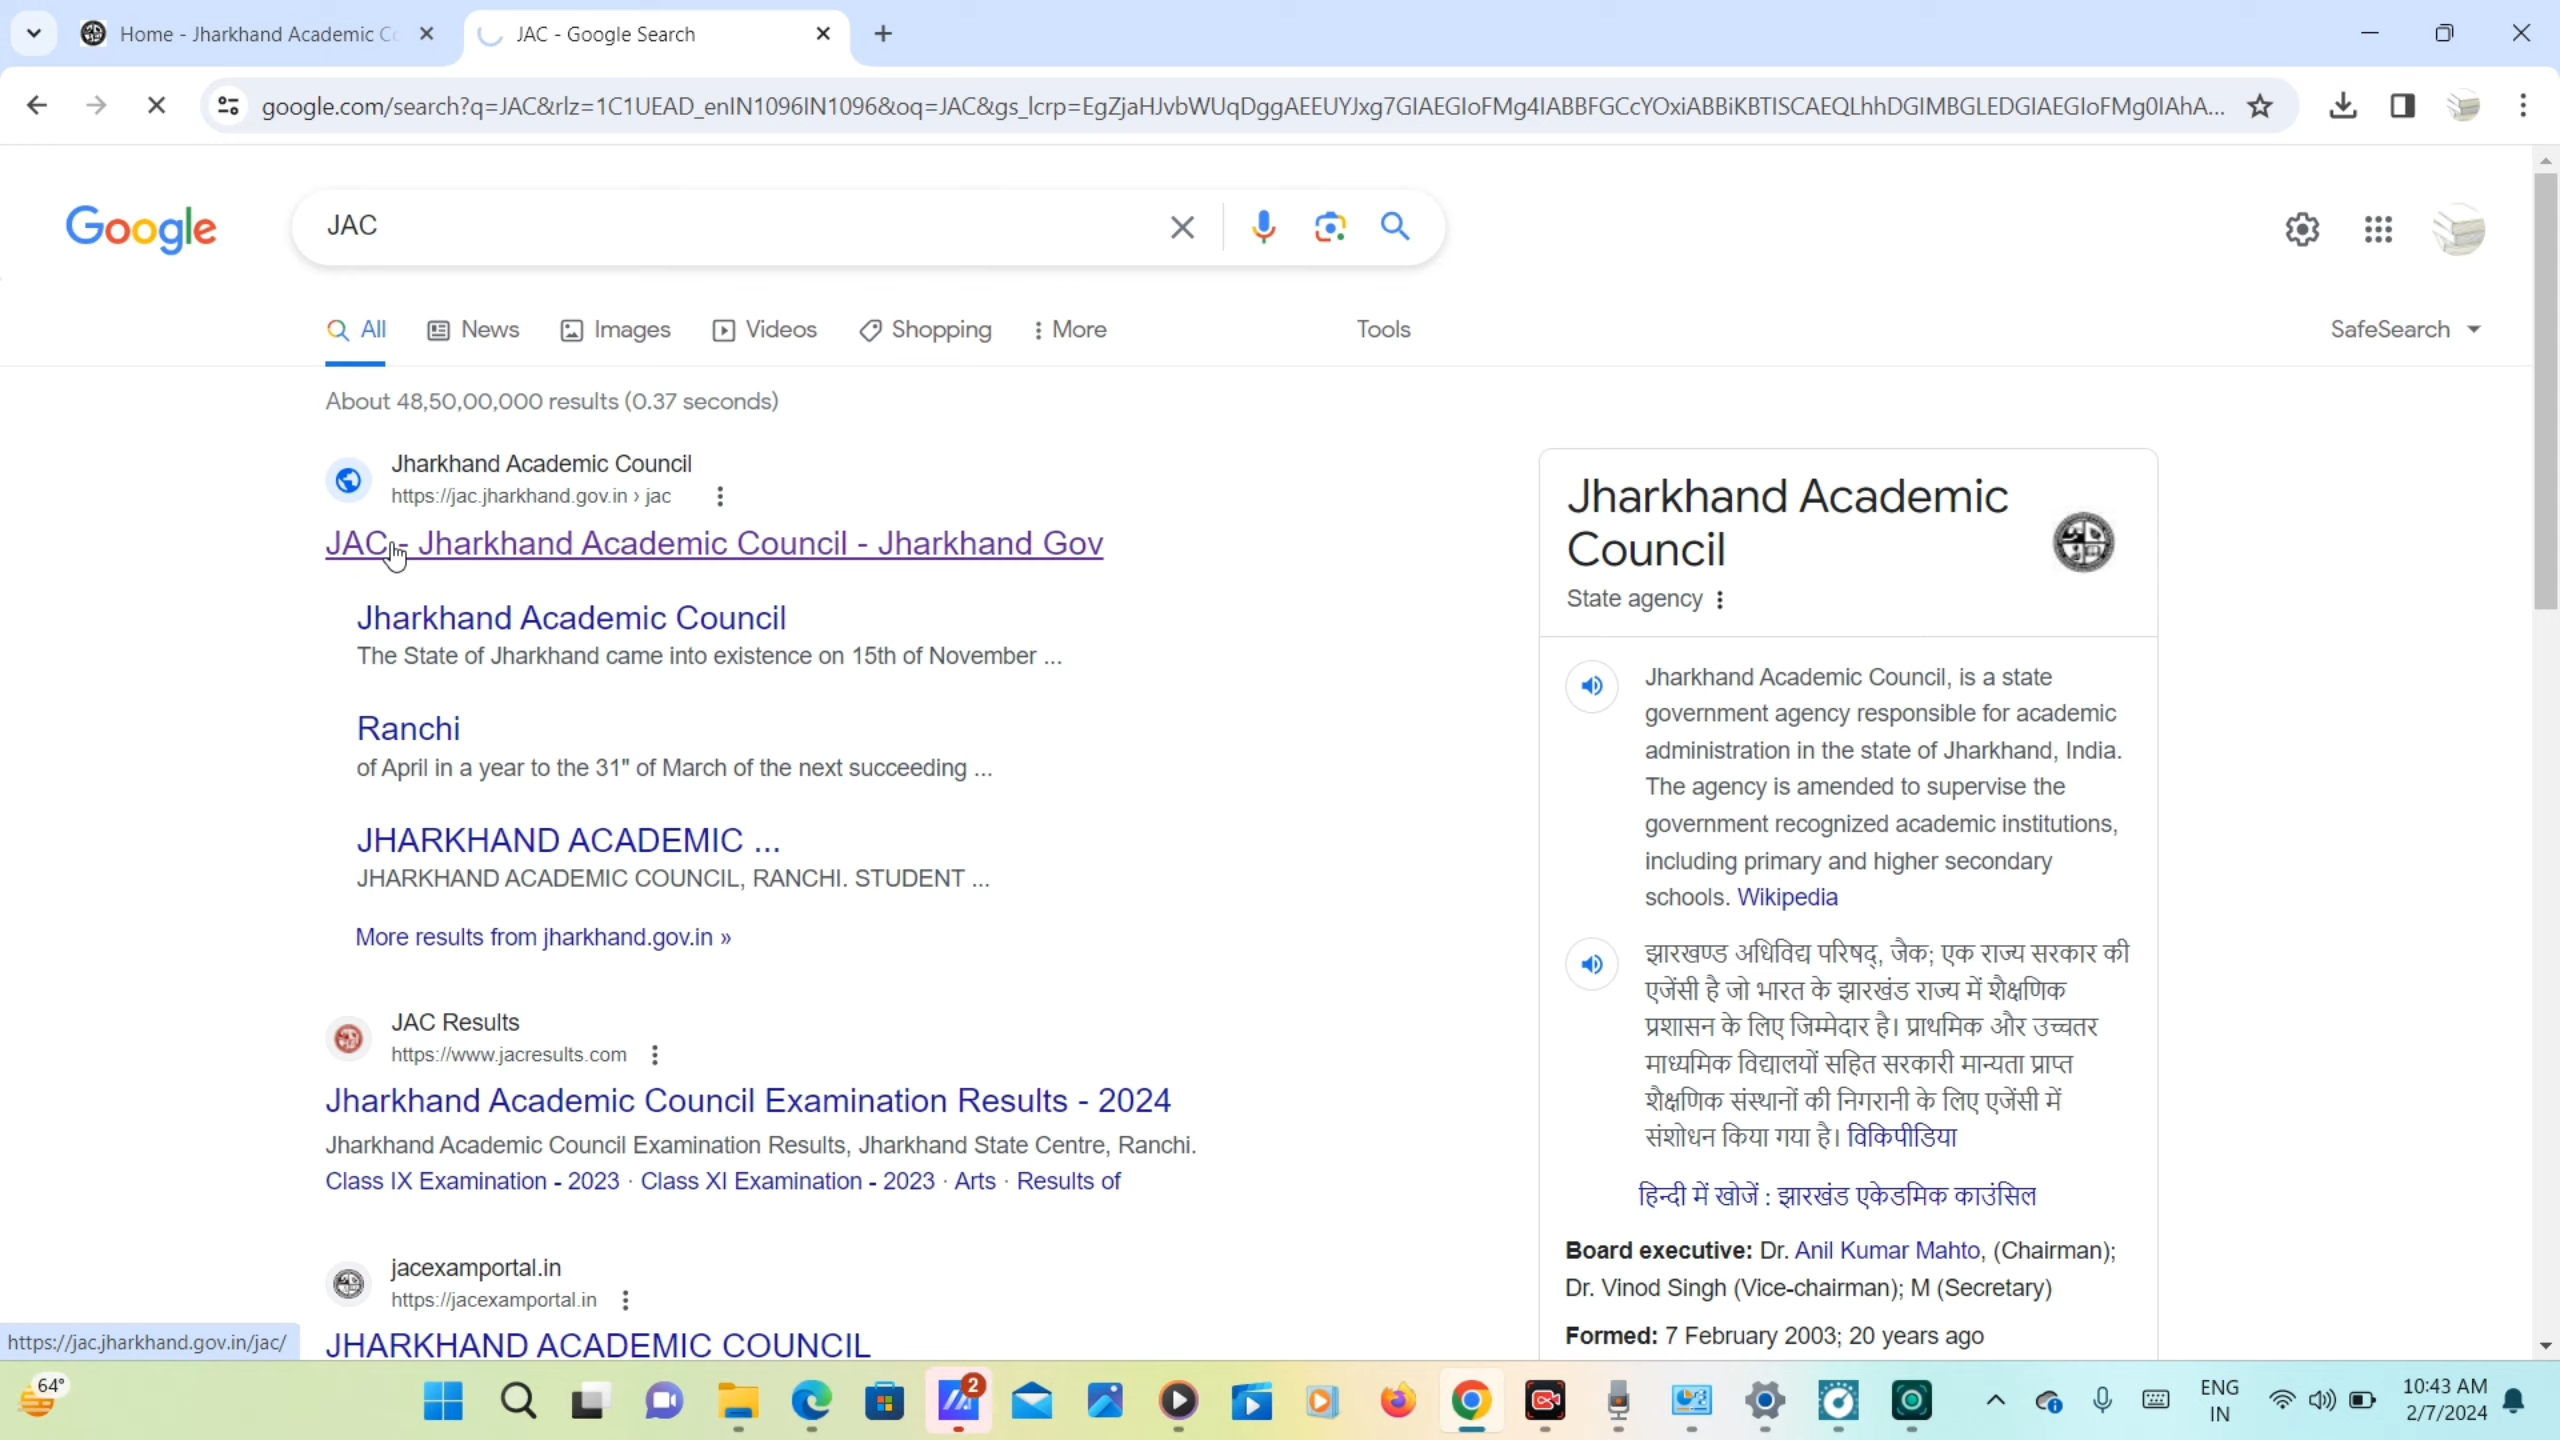 Home - Jharkhand Academic Co
JAC - Google Search
google.com/search?q=JAC&rlz=1C1UEAD_enIN1096IN1096&oq=JAC&gs_lcrp=EgZjaHJvbWUqDggAEEUYJxg7GIAEGIoFMg4IABBFGCcYOxiABBiKBTISCAEQLhhDGIMBGLEDGIAEGIoFMg0IAhA...
Google
JAC
All
News
Images
Videos
Shopping
More
Tools
SafeSearch
About 48,50,00,000 results (0.37 seconds)
Jharkhand Academic Council
https://jac.jharkhand.gov.in › jac
JAC - Jharkhand Academic Council - Jharkhand Gov
Jharkhand Academic Council
The State of Jharkhand came into existence on 15th of November ...
Ranchi
of April in a year to the 31" of March of the next succeeding ...
JHARKHAND ACADEMIC ...
JHARKHAND ACADEMIC COUNCIL, RANCHI. STUDENT ...
More results from jharkhand.gov.in »
JAC Results
https://www.jacresults.com
Jharkhand Academic Council Examination Results - 2024
Jharkhand Academic Council Examination Results, Jharkhand State Centre, Ranchi.
Class IX Examination - 2023 · Class XI Examination - 2023 · Arts · Results of
jacexamportal.in
https://jacexamportal.in
JHARKHAND ACADEMIC COUNCIL
https://jac.jharkhand.gov.in/jac/
Jharkhand Academic
Council
State agency
Jharkhand Academic Council, is a state
government agency responsible for academic
administration in the state of Jharkhand, India.
The agency is amended to supervise the
government recognized academic institutions,
including primary and higher secondary
schools. Wikipedia
झारखण्ड अधिविद्य परिषद्, जैक; एक राज्य सरकार की
एजेंसी है जो भारत के झारखंड राज्य में शैक्षणिक
प्रशासन के लिए जिम्मेदार है। प्राथमिक और उच्चतर
माध्यमिक विद्यालयों सहित सरकारी मान्यता प्राप्त
शैक्षणिक संस्थानों की निगरानी के लिए एजेंसी में
संशोधन किया गया है। विकिपीडिया
हिन्दी में खोजें : झारखंड एकेडमिक काउंसिल
Board executive: Dr. Anil Kumar Mahto, (Chairman);
Dr. Vinod Singh (Vice-chairman); M (Secretary)
Formed: 7 February 2003; 20 years ago
64°
2
ENG
IN
10:43 AM
2/7/2024